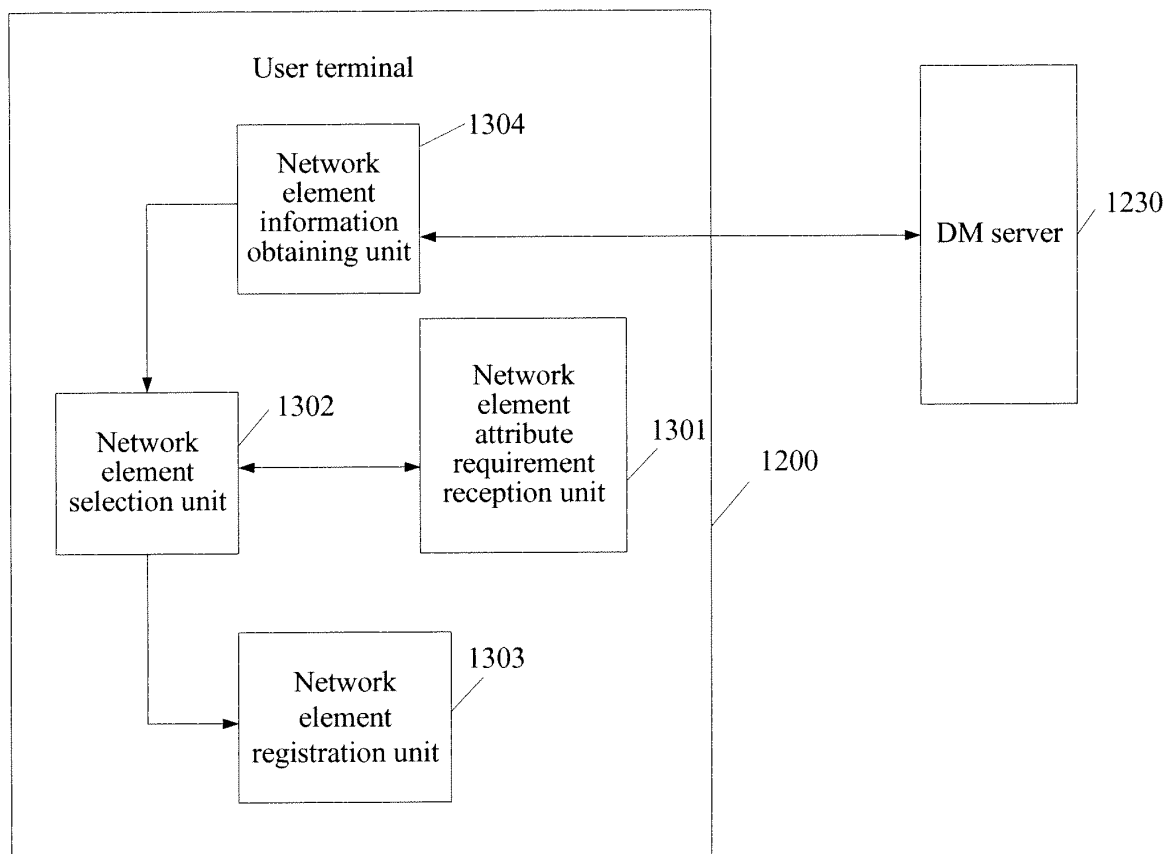 User terminal
1304
Network
element
information
obtaining unit
1230
DM server
Network
element
attribute
requirement
reception unit
1302
1301
Network
element
selection unit
1200
1303
Network
element
registration unit